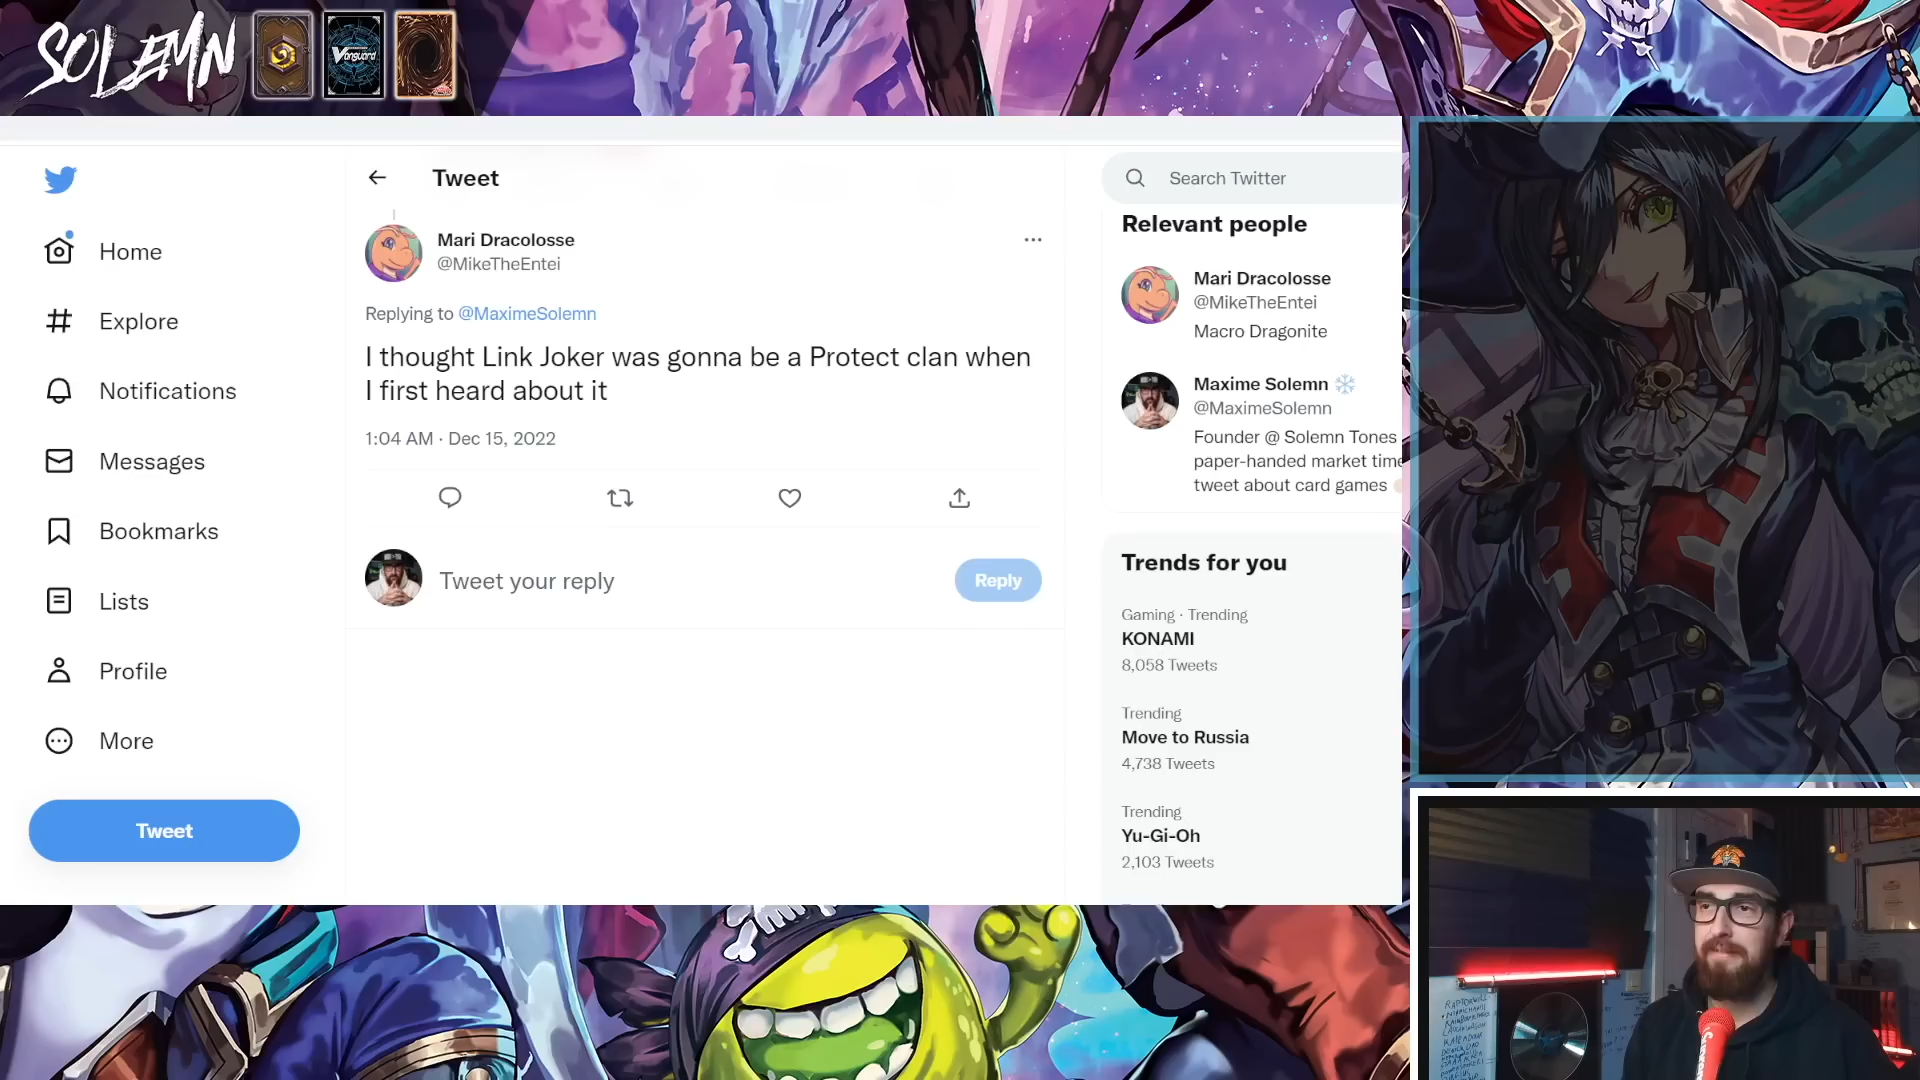 SOLEMN
Vanguard
Tweet
Search Twitter
Home
Explore
Notifications
Messages
Bookmarks
Lists
Profile
More
Tweet
Mari Dracolosse
@MikeTheEntei
Replying to @MaximeSolemn
I thought Link Joker was gonna be a Protect clan when
I first heard about it
1:04 AM · Dec 15, 2022
Tweet your reply
Reply
Relevant people
Mari Dracolosse
@MikeTheEntei
Macro Dragonite
Maxime Solemn
@MaximeSolemn
Founder @ Solemn Tones
paper-handed market time
tweet about card games
Trends for you
Gaming · Trending
KONAMI
8,058 Tweets
Trending
Move to Russia
4,738 Tweets
Trending
Yu-Gi-Oh
2,103 Tweets